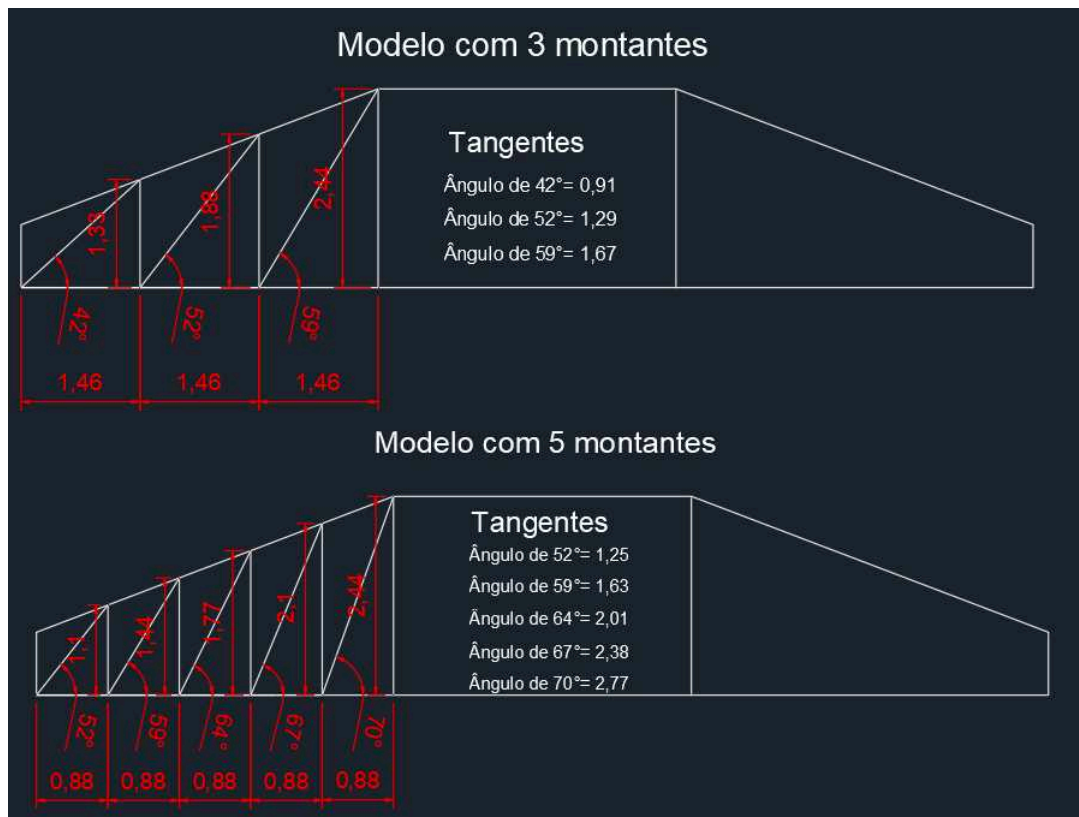 Modelo com 3 montantes
Tangentes
Ângulo de 42°= 0,91
Ângulo de 52°= 1,29
Ângulo de 59°= 1,67
1,33
1,88
2,44
42°
52°
59°
1,46 1,46 1,46
Modelo com 5 montantes
Tangentes
Ângulo de 52°= 1,25
Ângulo de 59°= 1,63
Ângulo de 64°= 2,01
Ângulo de 67°= 2,38
Ângulo de 70°= 2,77
1,1
1,44
1,77
2,1
2,44
52°
59°
64°
67°
70°
0,88 0,88 0,88 0,88 0,88